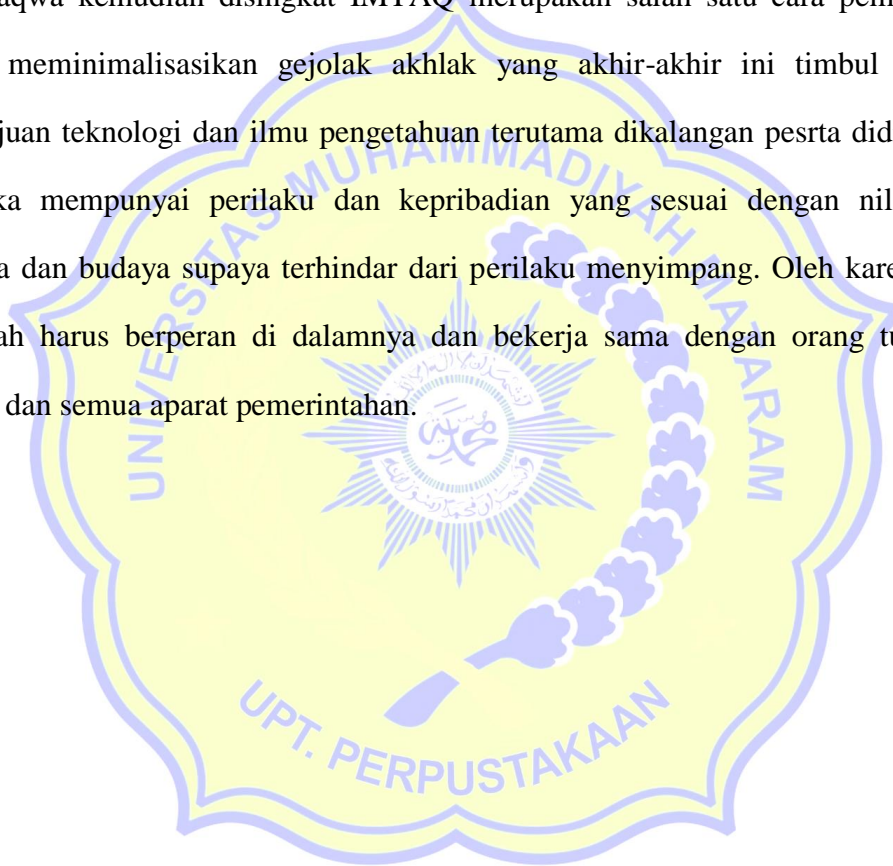 aqwa kemudian disingkat IMTAQ merupakan salah satu cara pem
meminimalisasikan gejolak akhlak yang akhir-akhir ini timbul
juan teknologi dan ilmu pengetahuan terutama dikalangan pesrta did
ka mempunyai perilaku dan kepribadian yang sesuai dengan nil
a dan budaya supaya terhindar dari perilaku menyimpang. Oleh kare
ah harus berperan di dalamnya dan bekerja sama dengan orang tu
dan semua aparat pemerintahan.
UNIVERSITAS MUHAMMADIYAH MATARAM
UPT. PERPUSTAKAAN